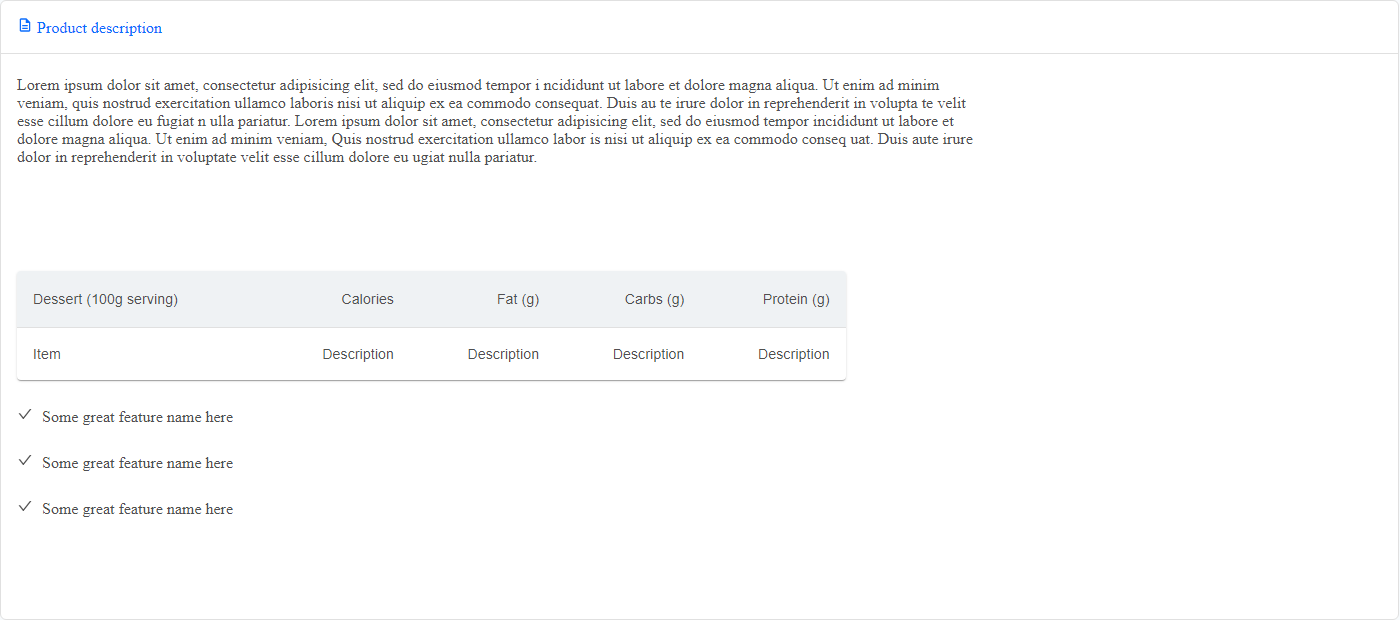 Product description
Lorem ipsum dolor sit amet, consectetur adipisicing elit, sed do eiusmod tempor i ncididunt ut labore et dolore magna aliqua. Ut enim ad minim
veniam, quis nostrud exercitation ullamco laboris nisi ut aliquip ex ea commodo consequat. Duis au te irure dolor in reprehenderit in volupta te velit
esse cillum dolore eu fugiat n ulla pariatur. Lorem ipsum dolor sit amet, consectetur adipisicing elit, sed do eiusmod tempor incididunt ut labore et
dolore magna aliqua. Ut enim ad minim veniam, Quis nostrud exercitation ullamco labor is nisi ut aliquip ex ea commodo conseq uat. Duis aute irure
dolor in reprehenderit in voluptate velit esse cillum dolore eu ugiat nulla pariatur.
Dessert (100g serving) Calories Fat (g) Carbs (g) Protein (g)
Item Description Description Description Description
Some great feature name here
Some great feature name here
Some great feature name here